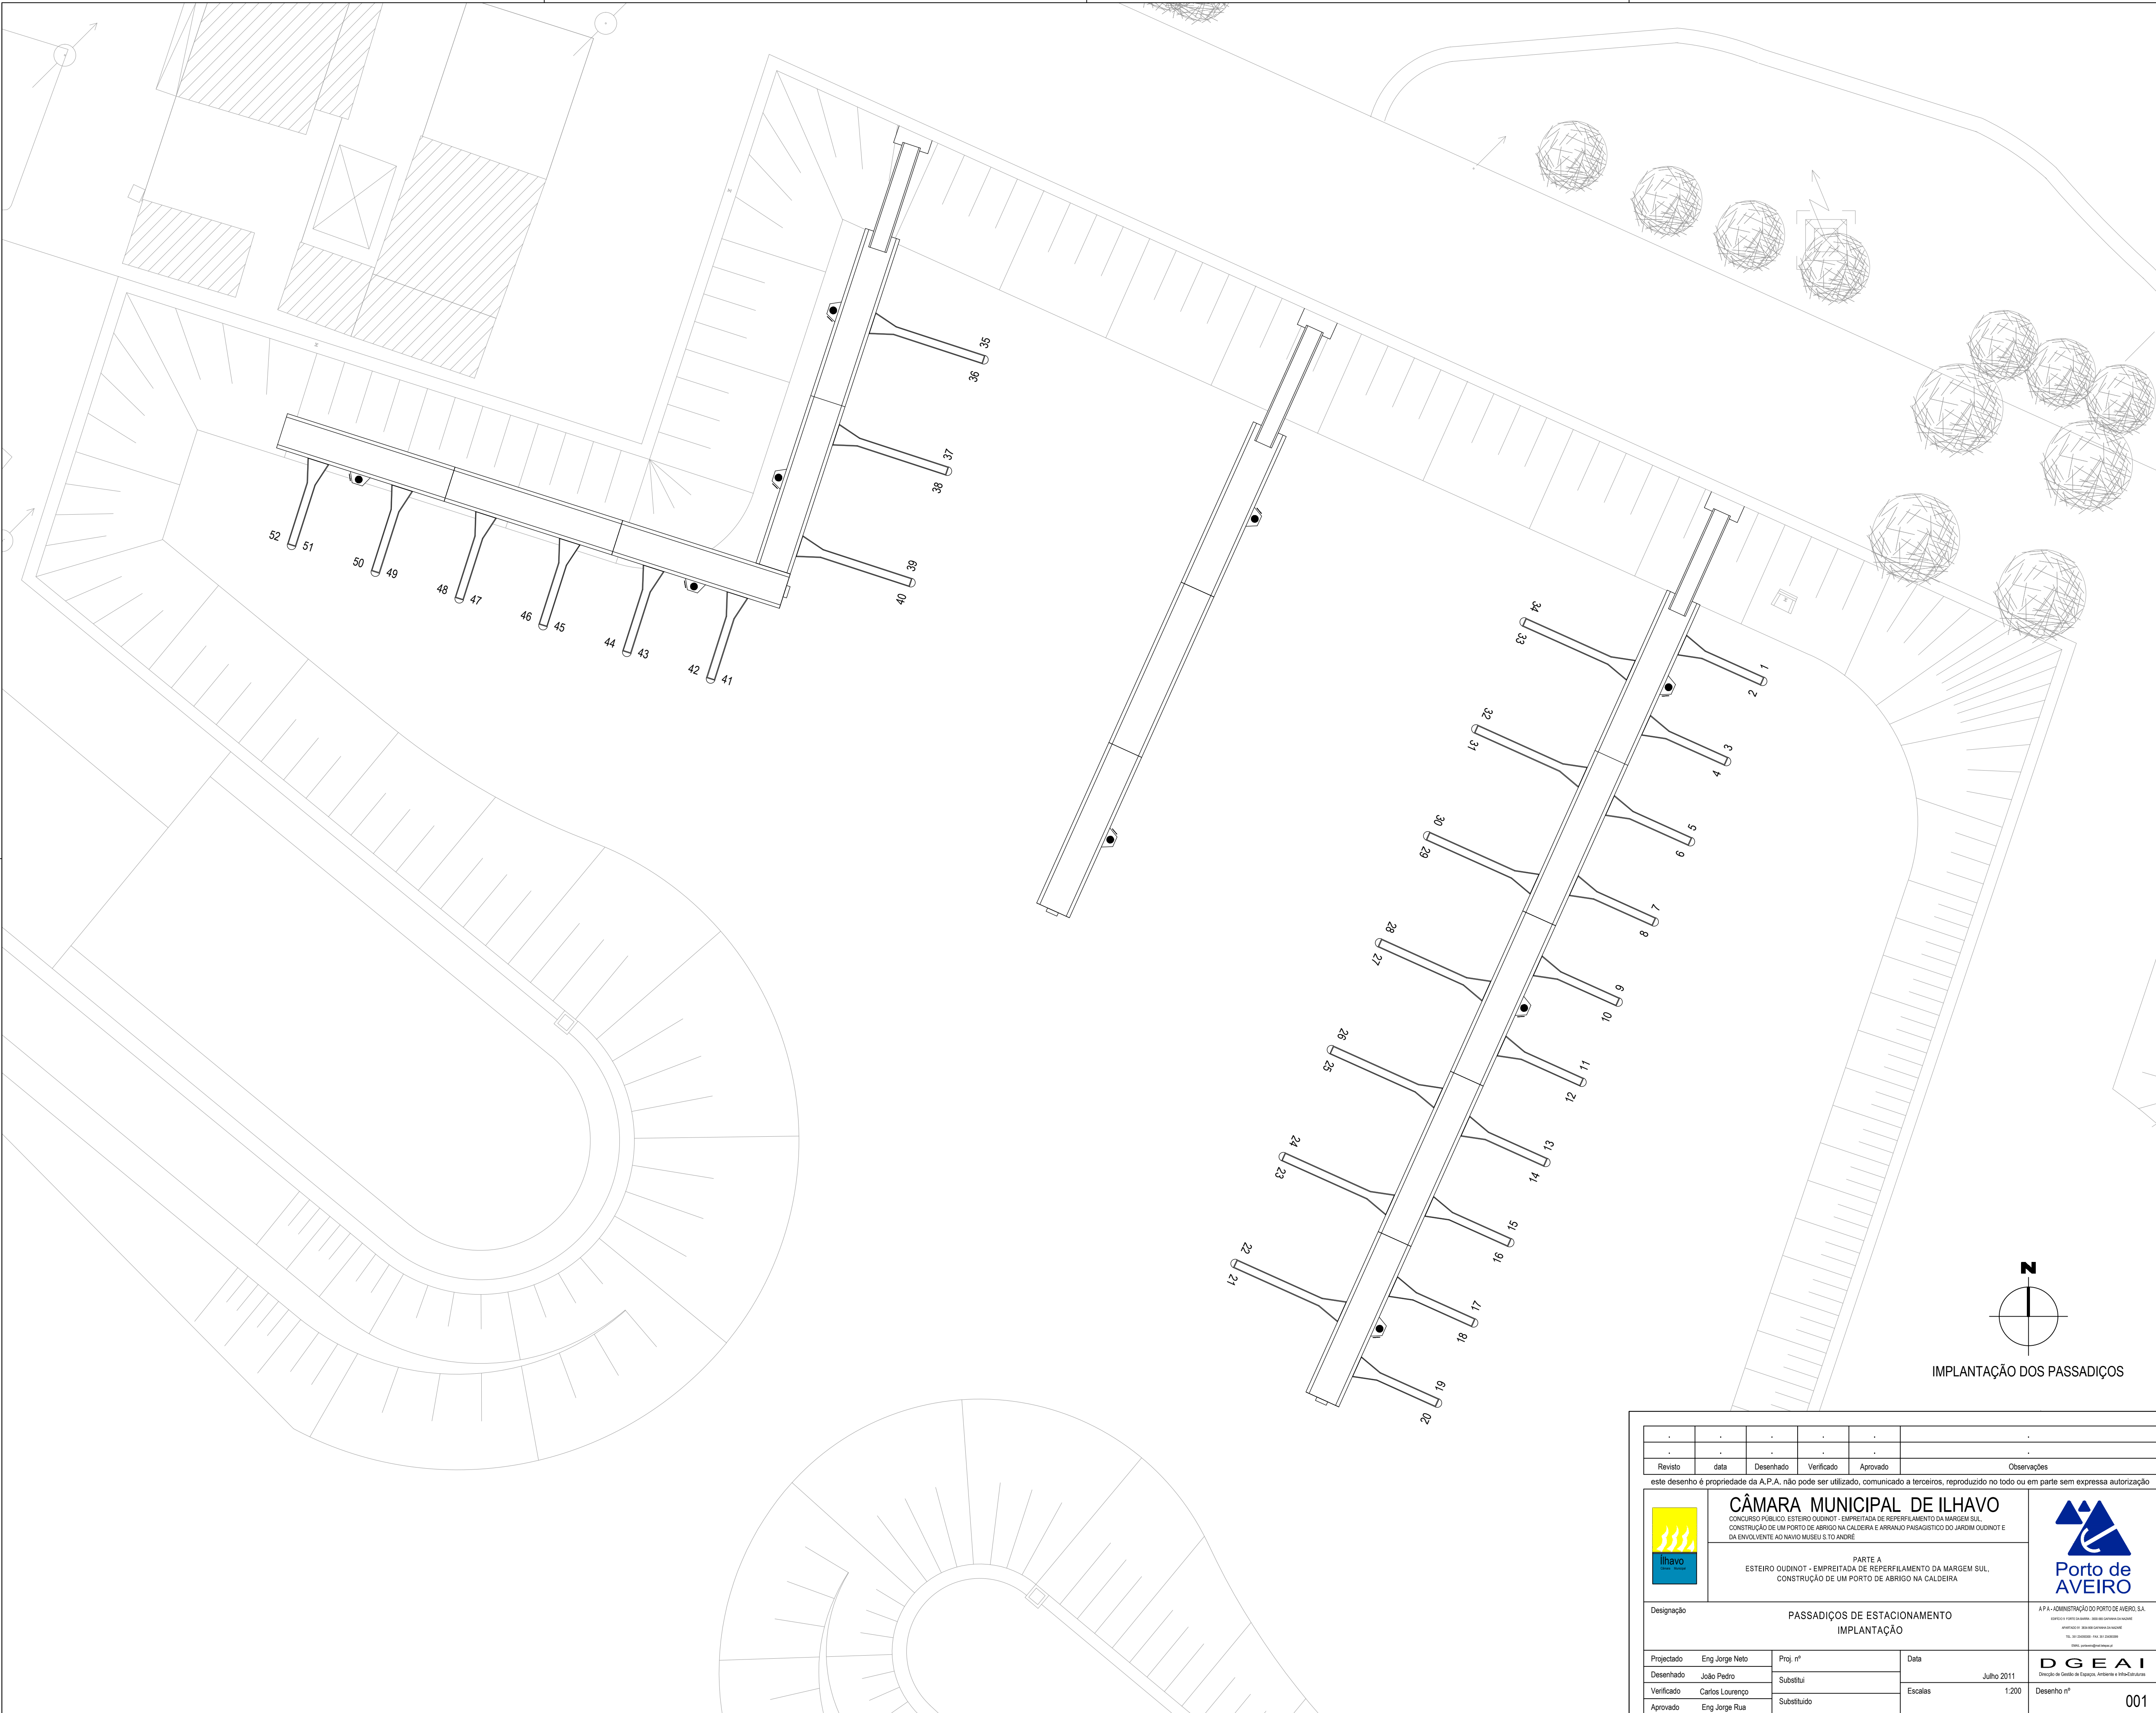 35
36
37
38
39
40
52
51
50
49
48
47
46
45
44
43
42
41
34
33
32
31
30
29
28
27
26
25
24
23
22
21
1
2
3
4
5
6
7
8
9
10
11
12
13
14
15
16
17
18
19
20
N
IMPLANTAÇÃO DOS PASSADIÇOS
Revisto data Desenhado Verificado Aprovado Observações
este desenho é propriedade da A.P.A. não pode ser utilizado, comunicado a terceiros, reproduzido no todo ou em parte sem expressa autorização
CÂMARA MUNICIPAL DE ILHAVO
CONCURSO PÚBLICO. ESTEIRO OUDINOT - EMPREITADA DE REPERFILAMENTO DA MARGEM SUL,
CONSTRUÇÃO DE UM PORTO DE ABRIGO NA CALDEIRA E ARRANJO PAISAGISTICO DO JARDIM OUDINOT E
DA ENVOLVENTE AO NAVIO MUSEU S.TO ANDRÉ
PARTE A
ESTEIRO OUDINOT - EMPREITADA DE REPERFILAMENTO DA MARGEM SUL,
CONSTRUÇÃO DE UM PORTO DE ABRIGO NA CALDEIRA
Ilhavo
Porto de
AVEIRO
Designação
PASSADIÇOS DE ESTACIONAMENTO
IMPLANTAÇÃO
A P A - ADMINISTRAÇÃO DO PORTO DE AVEIRO, S.A.
Projectado Eng Jorge Neto
Desenhado João Pedro
Verificado Carlos Lourenço
Aprovado Eng Jorge Rua
Proj. nº
Substitui
Substituido
Data
Julho 2011
Escalas 1:200
DGEAI
Direcção de Gestão de Espaços, Ambiente e Infra-Estruturas
Desenho nº
001